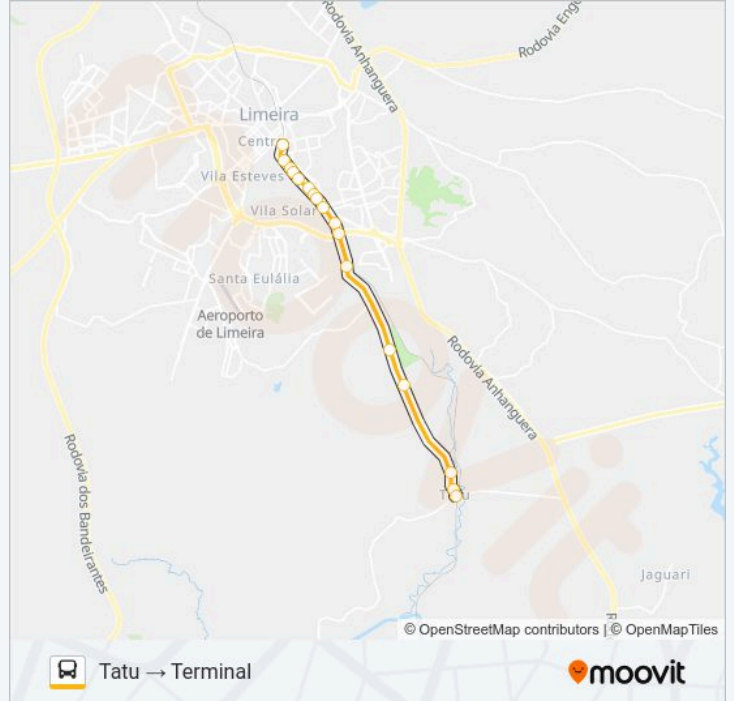 Rodovia Anhanguera
Rodovia Enge
Limeira
Centro
Vila Esteves
Vila Solar
Santa Eulália
Aeroporto
de Limeira
Rodovia Anhanguera
Rodovia dos Bandeirantes
Tatu
Jaguari
R
© OpenStreetMap contributors | © OpenMapTiles
Tatu → Terminal
moovit